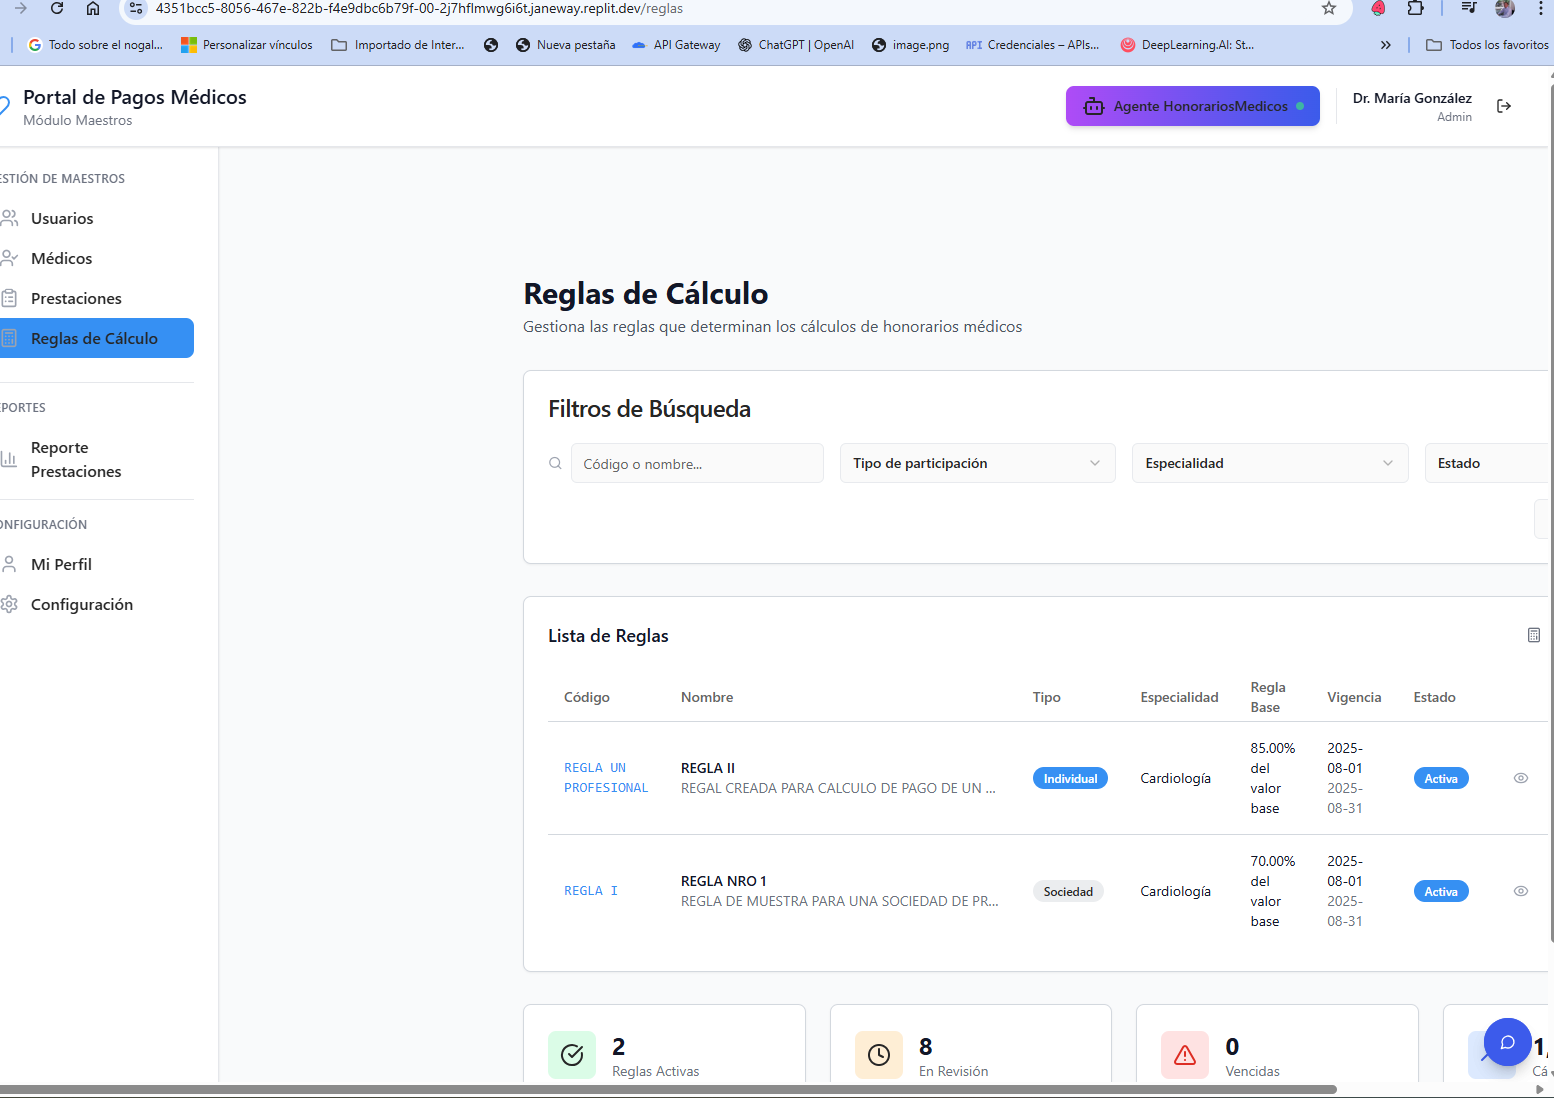 4351bcc5-8056-467e-822b-f4e9dbc6b79f-00-2j7hflmwg6i6t.janeway.replit.dev/reglas
Todo sobre el nogal...
Personalizar vínculos
Importado de Inter...
Nueva pestaña
API Gateway
ChatGPT | OpenAI
image.png
API Credenciales – APIs...
DeepLearning.AI: St...
»
Todos los favoritos
Portal de Pagos Médicos
Módulo Maestros
Agente HonorariosMedicos
Dr. María González
Admin
ESTIÓN DE MAESTROS
Usuarios
Médicos
Prestaciones
Reglas de Cálculo
PORTES
Reporte
Prestaciones
ONFIGURACIÓN
Mi Perfil
Configuración
Reglas de Cálculo
Gestiona las reglas que determinan los cálculos de honorarios médicos
Filtros de Búsqueda
Código o nombre...
Tipo de participación
Especialidad
Estado
Lista de Reglas
Código
Nombre
Tipo
Especialidad
Regla
Base
Vigencia
Estado
REGLA UN
PROFESIONAL
REGLA II
REGAL CREADA PARA CALCULO DE PAGO DE UN ...
Individual
Cardiología
85.00%
del
valor
base
2025-
08-01
2025-
08-31
Activa
REGLA I
REGLA NRO 1
REGLA DE MUESTRA PARA UNA SOCIEDAD DE PR...
Sociedad
Cardiología
70.00%
del
valor
base
2025-
08-01
2025-
08-31
Activa
2
Reglas Activas
8
En Revisión
0
Vencidas
1,
Cá